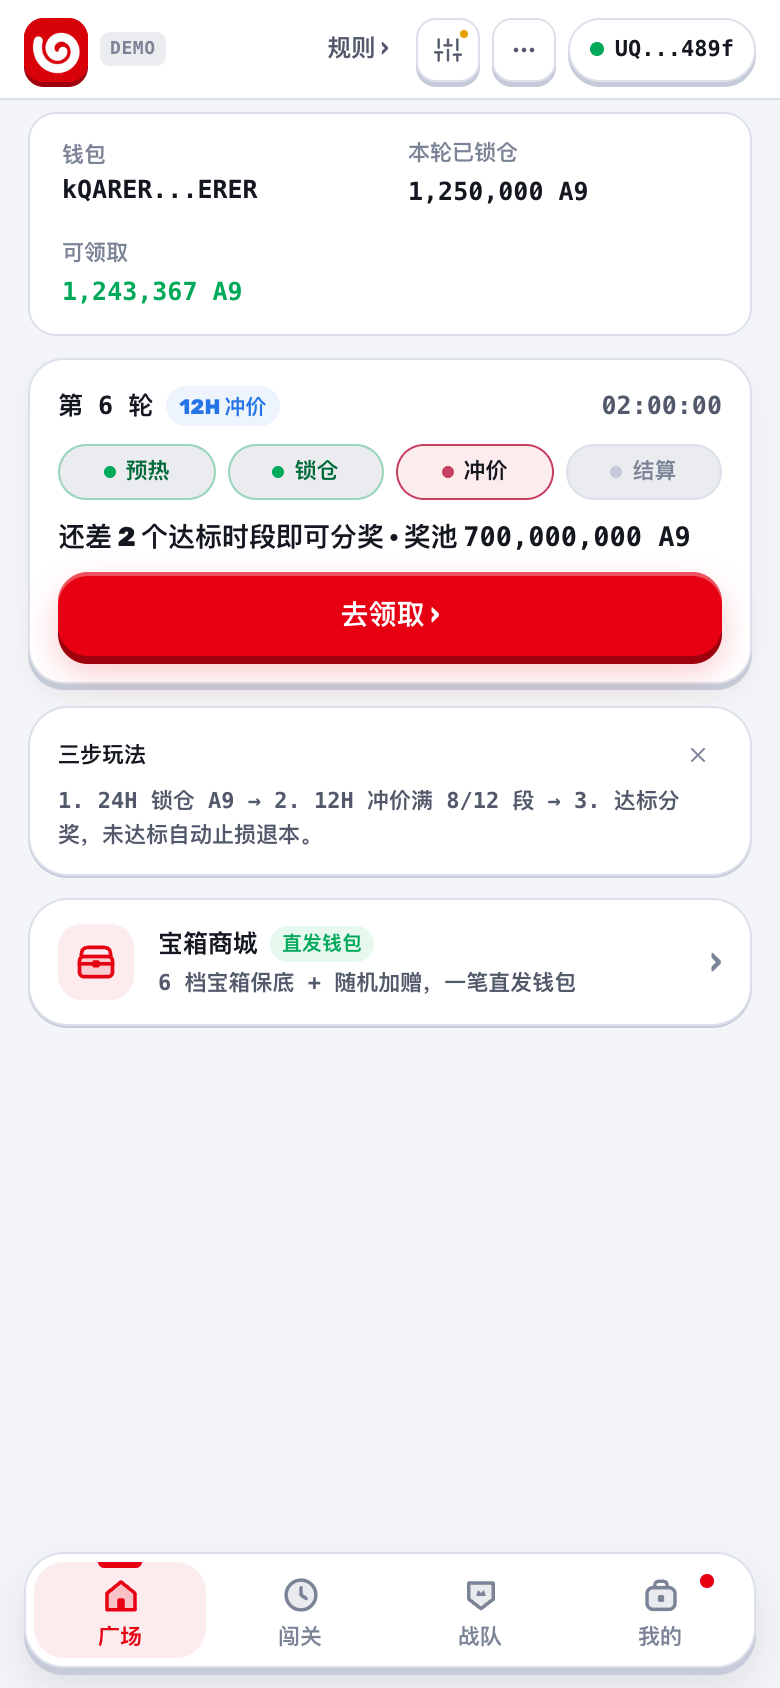 DEMO
规则 ›
UQ...489f
钱包
kQARER...ERER
本轮已锁仓
1,250,000 A9
可领取
1,243,367 A9
第 6 轮
12H 冲价
02:00:00
预热
锁仓
冲价
结算
还差 2 个达标时段即可分奖 • 奖池 700,000,000 A9
去领取 ›
三步玩法
1. 24H 锁仓 A9 → 2. 12H 冲价满 8/12 段 → 3. 达标分
奖，未达标自动止损退本。
宝箱商城
直发钱包
6 档宝箱保底 + 随机加赠，一笔直发钱包
广场
闯关
战队
我的